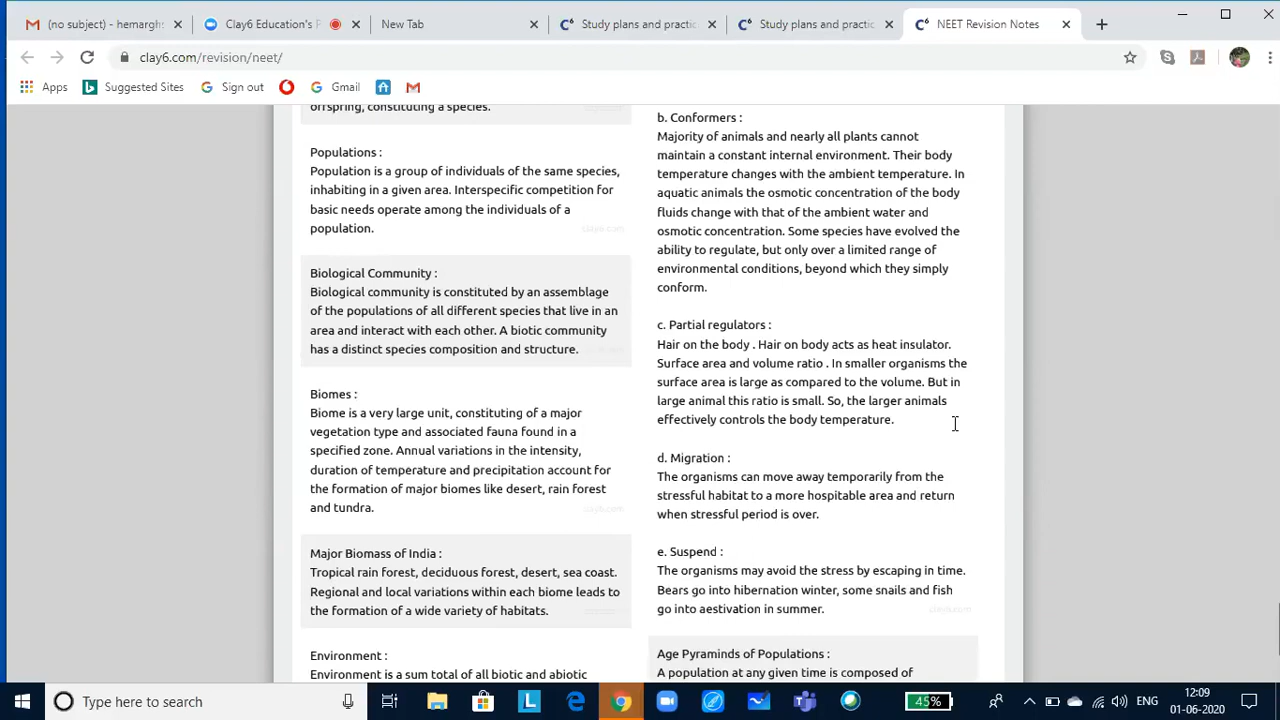 (no subject) - hemarghs
Clay6 Education's P
New Tab
Study plans and practic
Study plans and practic
NEET Revision Notes
clay6.com/revision/neet/
Apps
Suggested Sites
Sign out
Gmail
offspring, constituting a species.
Populations :
Population is a group of individuals of the same species,
inhabiting in a given area. Interspecific competition for
basic needs operate among the individuals of a
population.
clay6.com
Biological Community :
Biological community is constituted by an assemblage
of the populations of all different species that live in an
area and interact with each other. A biotic community
has a distinct species composition and structure.
Biomes :
Biome is a very large unit, constituting of a major
vegetation type and associated fauna found in a
specified zone. Annual variations in the intensity,
duration of temperature and precipitation account for
the formation of major biomes like desert, rain forest
and tundra.
clay6.com
Major Biomass of India :
Tropical rain forest, deciduous forest, desert, sea coast.
Regional and local variations within each biome leads to
the formation of a wide variety of habitats.
Environment :
Environment is a sum total of all biotic and abiotic
b. Conformers :
Majority of animals and nearly all plants cannot
maintain a constant internal environment. Their body
temperature changes with the ambient temperature. In
aquatic animals the osmotic concentration of the body
fluids change with that of the ambient water and
osmotic concentration. Some species have evolved the
ability to regulate, but only over a limited range of
environmental conditions, beyond which they simply
conform.
c. Partial regulators :
Hair on the body . Hair on body acts as heat insulator.
Surface area and volume ratio . In smaller organisms the
surface area is large as compared to the volume. But in
large animal this ratio is small. So, the larger animals
effectively controls the body temperature.
d. Migration :
The organisms can move away temporarily from the
stressful habitat to a more hospitable area and return
when stressful period is over.
e. Suspend :
The organisms may avoid the stress by escaping in time.
Bears go into hibernation winter, some snails and fish
go into aestivation in summer.
clay6.com
Age Pyraminds of Populations :
A population at any given time is composed of
Type here to search
45%
ENG
12:09
01-06-2020